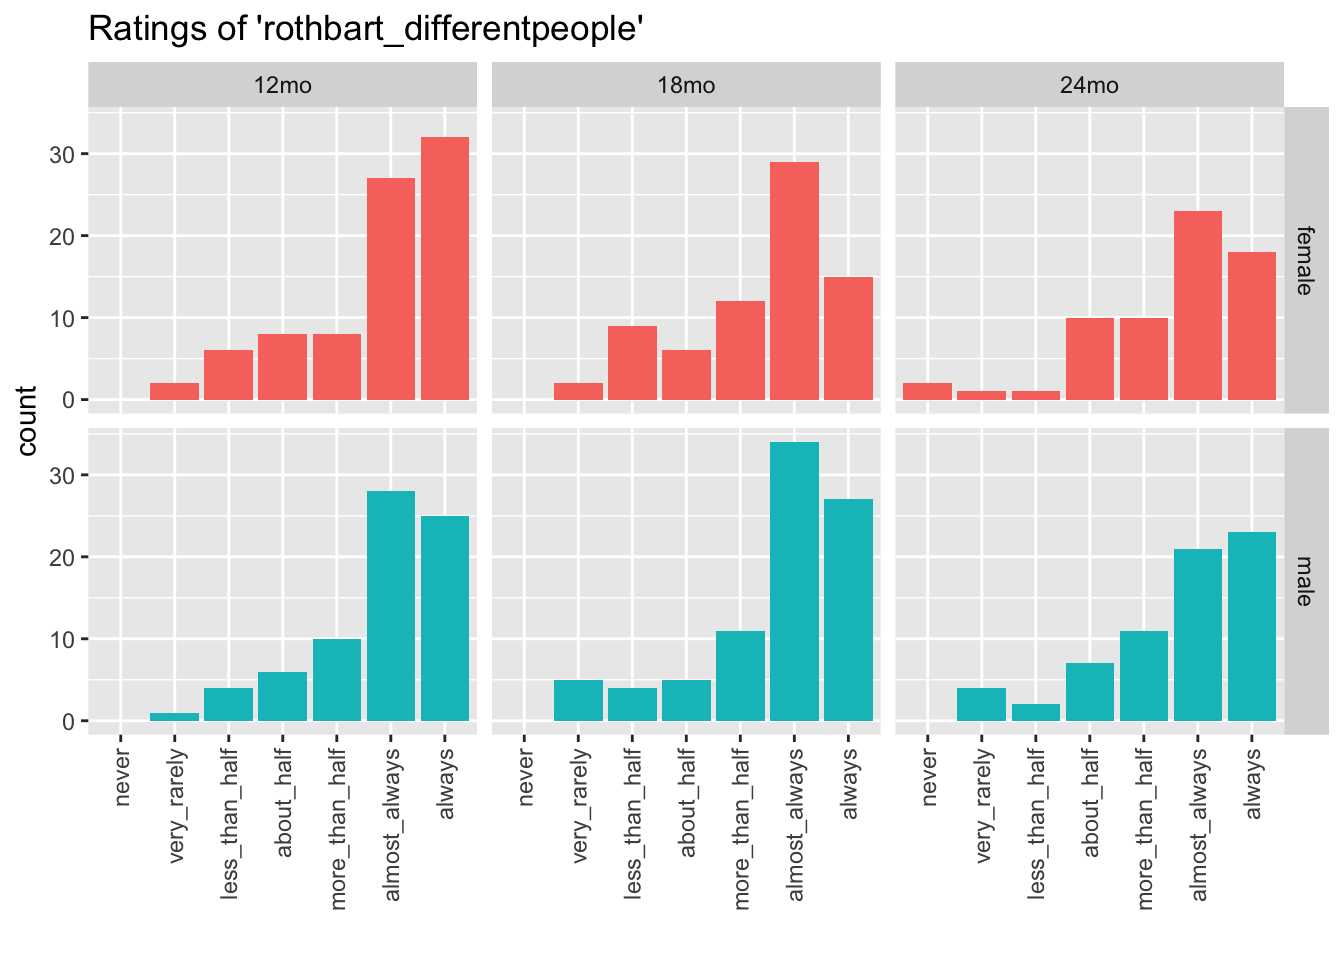 Ratings of 'rothbart_differentpeople'
12mo 18mo 24mo
count
30
20
10
0
female
30
20
10
0
male
never very_rarely less_than_half about_half more_than_half almost_always always
never very_rarely less_than_half about_half more_than_half almost_always always
never very_rarely less_than_half about_half more_than_half almost_always always